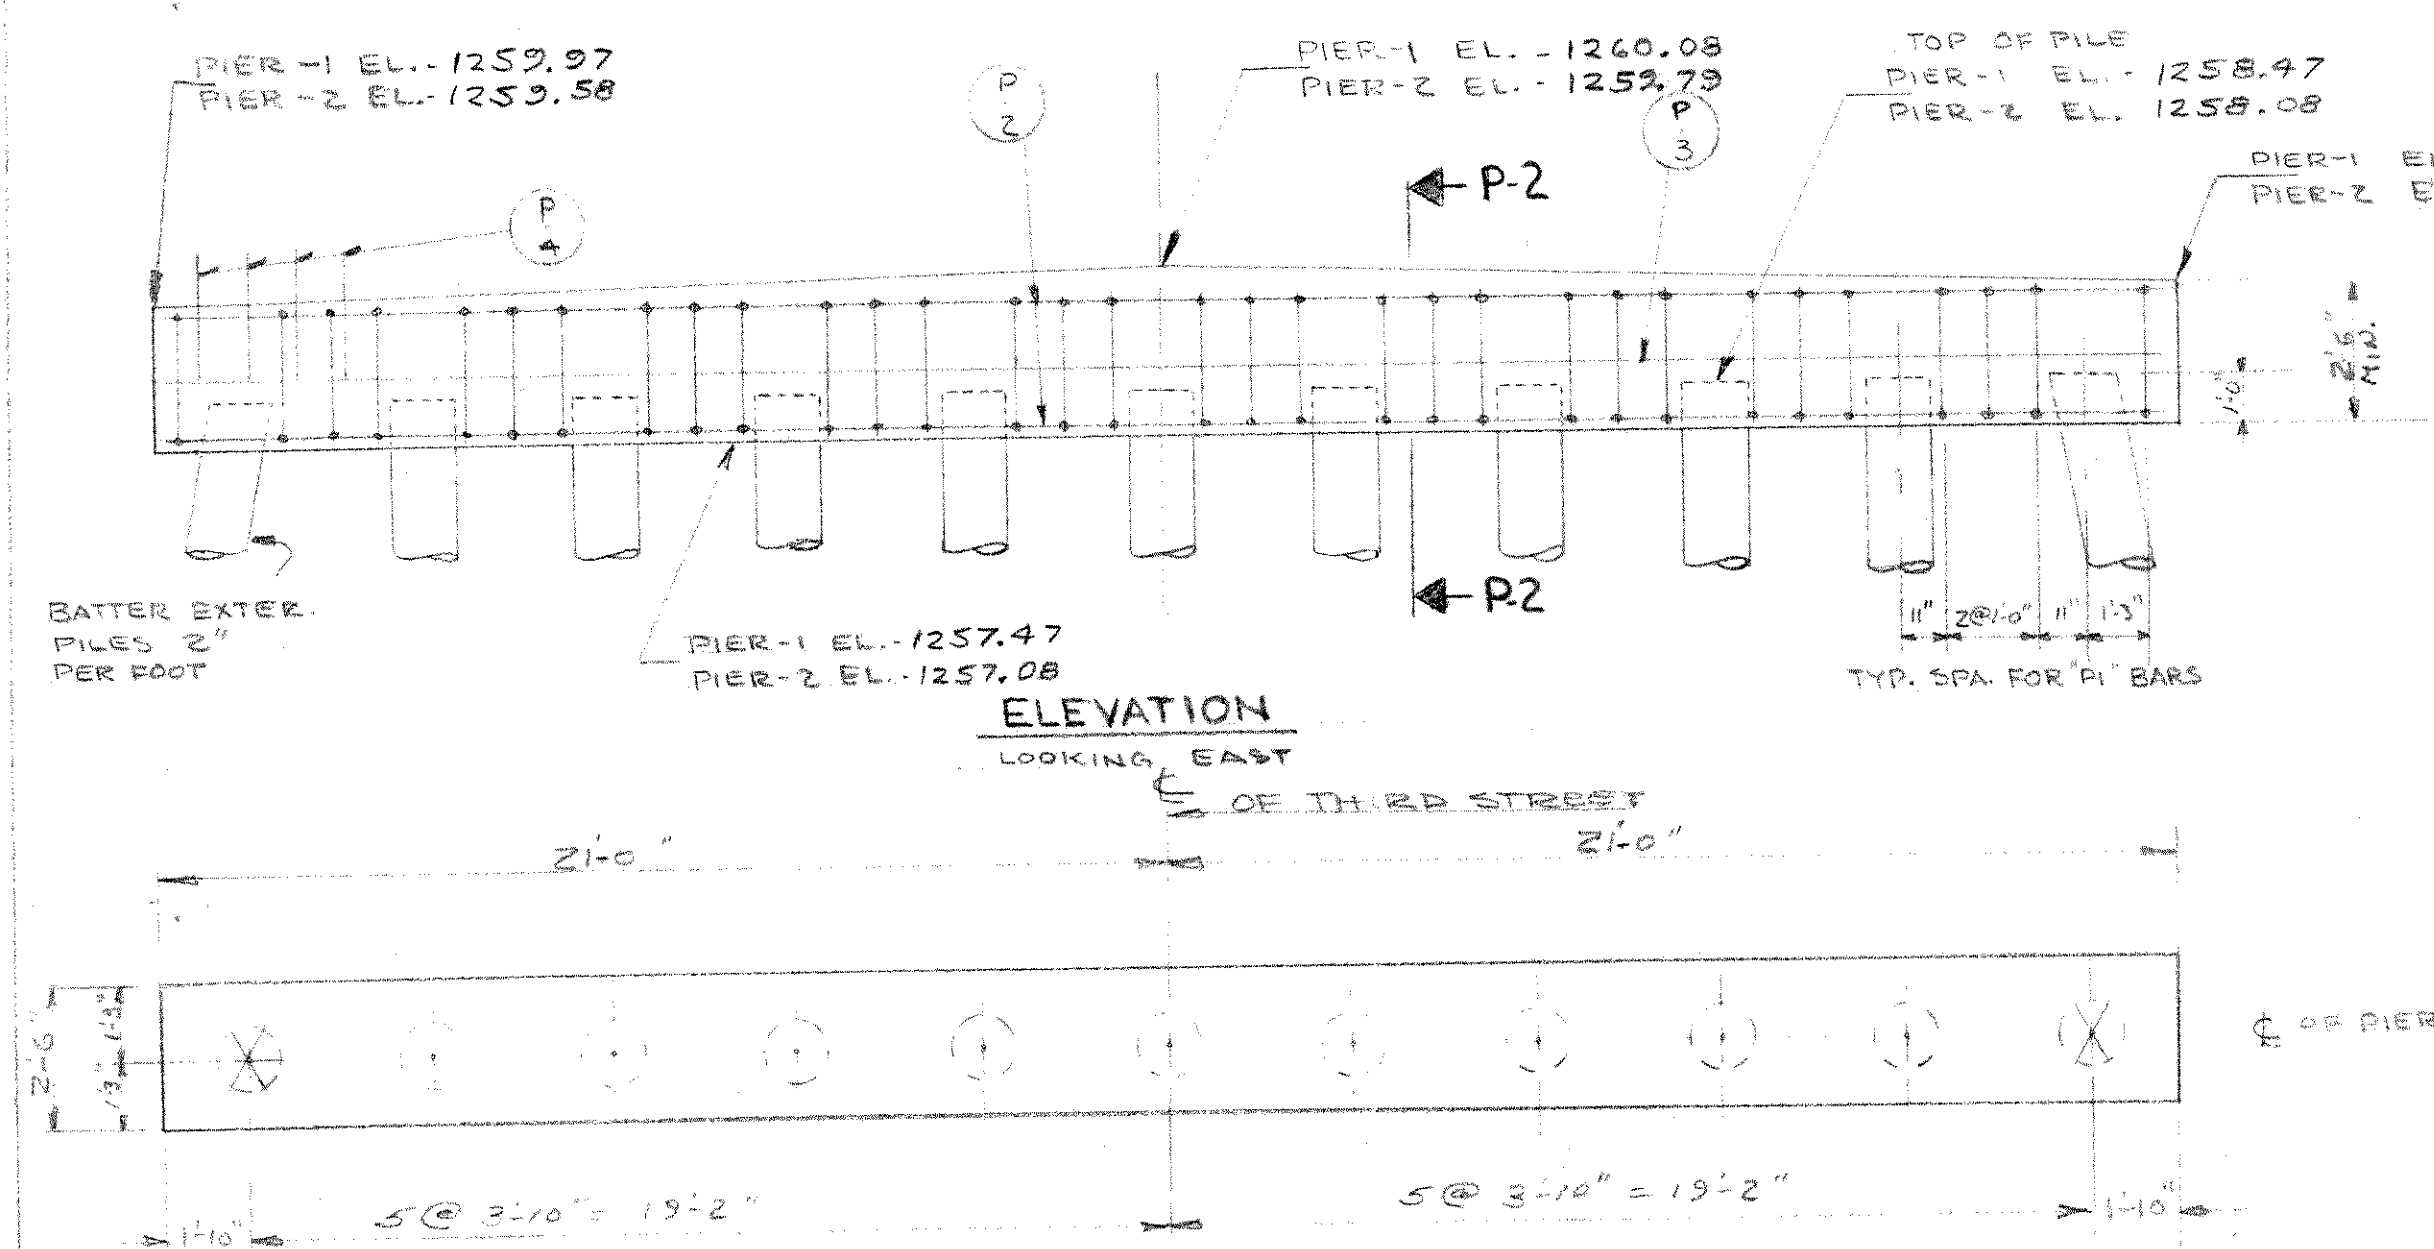 PIER-1 EL.-1259.97
PIER-2 EL.-1259.58
P
2
PIER-1 EL. - 1260.08
PIER-2 EL. - 1259.79
P
3
TOP OF PILE
PIER-1 EL. - 1258.47
PIER-2 EL. 1258.08
PIER-1
PIER-2
P
4
P-2
2'-6"
MIN.
1'-0"
P-2
BATTER EXTER.
PILES 2"
PER FOOT
PIER-1 EL.-1257.47
PIER-2 EL.-1257.08
11" 2@1'-0" 11" 1'-3"
TYP. SPA. FOR "P1" BARS
ELEVATION
LOOKING EAST
℄ OF THIRD STREET
21'-0"
21'-0"
2'-6"
1'-3"
1'-3"
℄ OF PIER
5 @ 3'-10" = 19'-2"
5 @ 3'-10" = 19'-2"
1'-10"
1'-10"